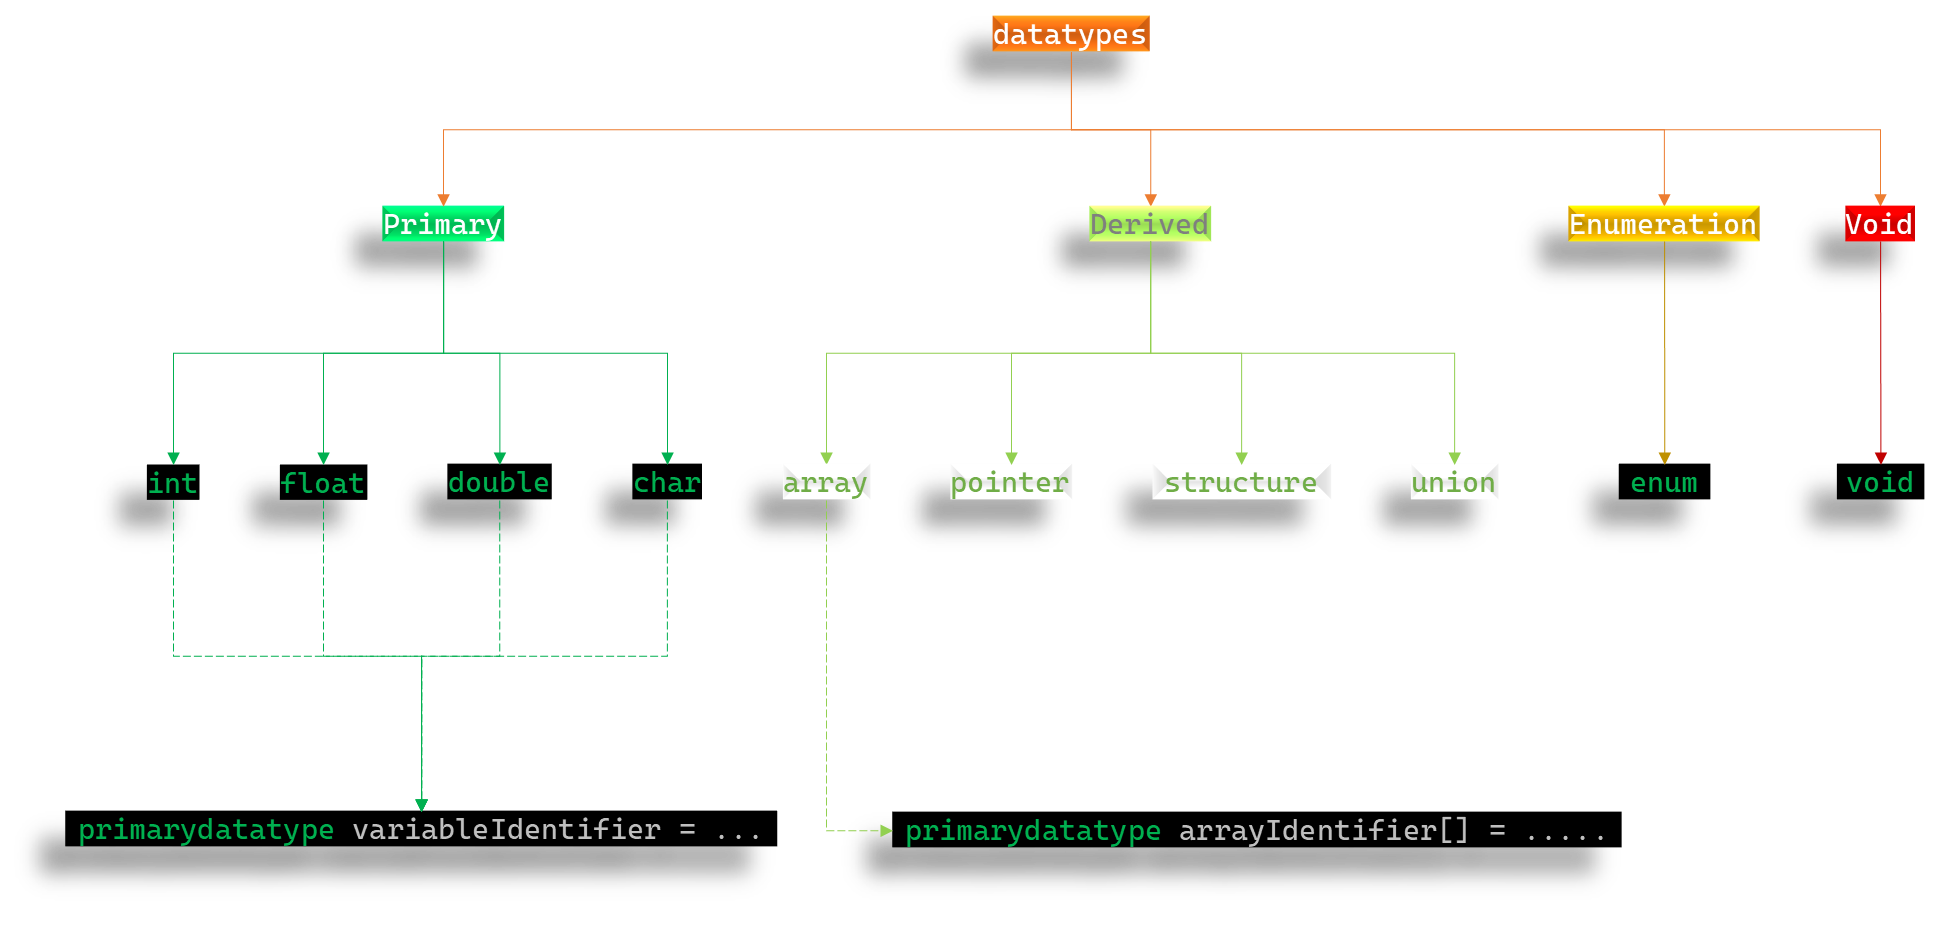 datatypes
Primary
Derived
Enumeration
Void
int
float
double
char
array
pointer
structure
union
enum
void
primarydatatype variableIdentifier = ...
primarydatatype arrayIdentifier[] = .....